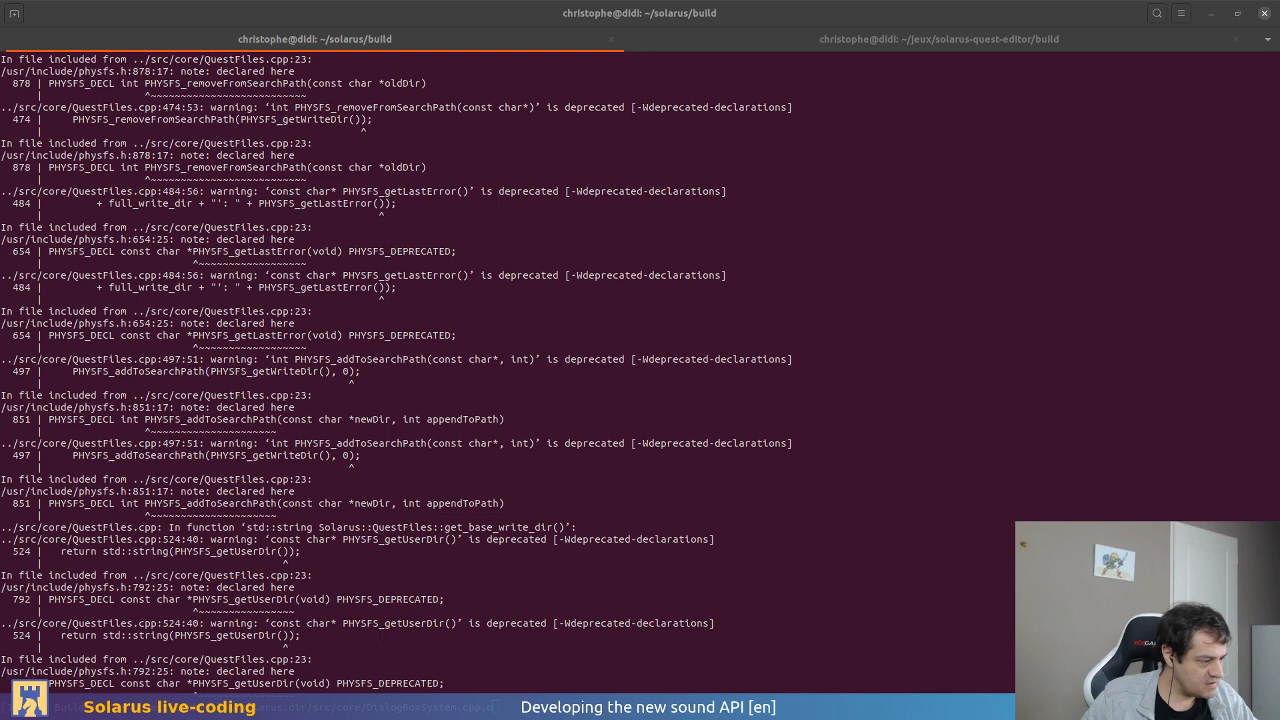 christophe@didi: ~/solarus/build
christophe@didi: ~/solarus/build
christophe@didi: ~/jeux/solarus-quest-editor/build
In file included from ../src/core/QuestFiles.cpp:23:
/usr/include/physfs.h:878:17: note: declared here
878 | PHYSFS_DECL int PHYSFS_removeFromSearchPath(const char *oldDir)
| ^~~~~~~~~~~~~~~~~~~~~~~~~~~
../src/core/QuestFiles.cpp:474:53: warning: ‘int PHYSFS_removeFromSearchPath(const char*)’ is deprecated [-Wdeprecated-declarations]
474 | PHYSFS_removeFromSearchPath(PHYSFS_getWriteDir());
| ^
In file included from ../src/core/QuestFiles.cpp:23:
/usr/include/physfs.h:878:17: note: declared here
878 | PHYSFS_DECL int PHYSFS_removeFromSearchPath(const char *oldDir)
| ^~~~~~~~~~~~~~~~~~~~~~~~~~~
../src/core/QuestFiles.cpp:484:56: warning: ‘const char* PHYSFS_getLastError()’ is deprecated [-Wdeprecated-declarations]
484 | + full_write_dir + "': " + PHYSFS_getLastError());
| ^
In file included from ../src/core/QuestFiles.cpp:23:
/usr/include/physfs.h:654:25: note: declared here
654 | PHYSFS_DECL const char *PHYSFS_getLastError(void) PHYSFS_DEPRECATED;
| ^~~~~~~~~~~~~~~~~~~
../src/core/QuestFiles.cpp:484:56: warning: ‘const char* PHYSFS_getLastError()’ is deprecated [-Wdeprecated-declarations]
484 | + full_write_dir + "': " + PHYSFS_getLastError());
| ^
In file included from ../src/core/QuestFiles.cpp:23:
/usr/include/physfs.h:654:25: note: declared here
654 | PHYSFS_DECL const char *PHYSFS_getLastError(void) PHYSFS_DEPRECATED;
| ^~~~~~~~~~~~~~~~~~~
../src/core/QuestFiles.cpp:497:51: warning: ‘int PHYSFS_addToSearchPath(const char*, int)’ is deprecated [-Wdeprecated-declarations]
497 | PHYSFS_addToSearchPath(PHYSFS_getWriteDir(), 0);
| ^
In file included from ../src/core/QuestFiles.cpp:23:
/usr/include/physfs.h:851:17: note: declared here
851 | PHYSFS_DECL int PHYSFS_addToSearchPath(const char *newDir, int appendToPath)
| ^~~~~~~~~~~~~~~~~~~~~~
../src/core/QuestFiles.cpp:497:51: warning: ‘int PHYSFS_addToSearchPath(const char*, int)’ is deprecated [-Wdeprecated-declarations]
497 | PHYSFS_addToSearchPath(PHYSFS_getWriteDir(), 0);
| ^
In file included from ../src/core/QuestFiles.cpp:23:
/usr/include/physfs.h:851:17: note: declared here
851 | PHYSFS_DECL int PHYSFS_addToSearchPath(const char *newDir, int appendToPath)
| ^~~~~~~~~~~~~~~~~~~~~~
../src/core/QuestFiles.cpp: In function ‘std::string Solarus::QuestFiles::get_base_write_dir()’:
../src/core/QuestFiles.cpp:524:40: warning: ‘const char* PHYSFS_getUserDir()’ is deprecated [-Wdeprecated-declarations]
524 | return std::string(PHYSFS_getUserDir());
| ^
In file included from ../src/core/QuestFiles.cpp:23:
/usr/include/physfs.h:792:25: note: declared here
792 | PHYSFS_DECL const char *PHYSFS_getUserDir(void) PHYSFS_DEPRECATED;
| ^~~~~~~~~~~~~~~~~
../src/core/QuestFiles.cpp:524:40: warning: ‘const char* PHYSFS_getUserDir()’ is deprecated [-Wdeprecated-declarations]
524 | return std::string(PHYSFS_getUserDir());
| ^
In file included from ../src/core/QuestFiles.cpp:23:
/usr/include/physfs.h:792:25: note: declared here
PHYSFS_DECL const char *PHYSFS_getUserDir(void) PHYSFS_DEPRECATED;
Solarus live-coding
Developing the new sound API [en]